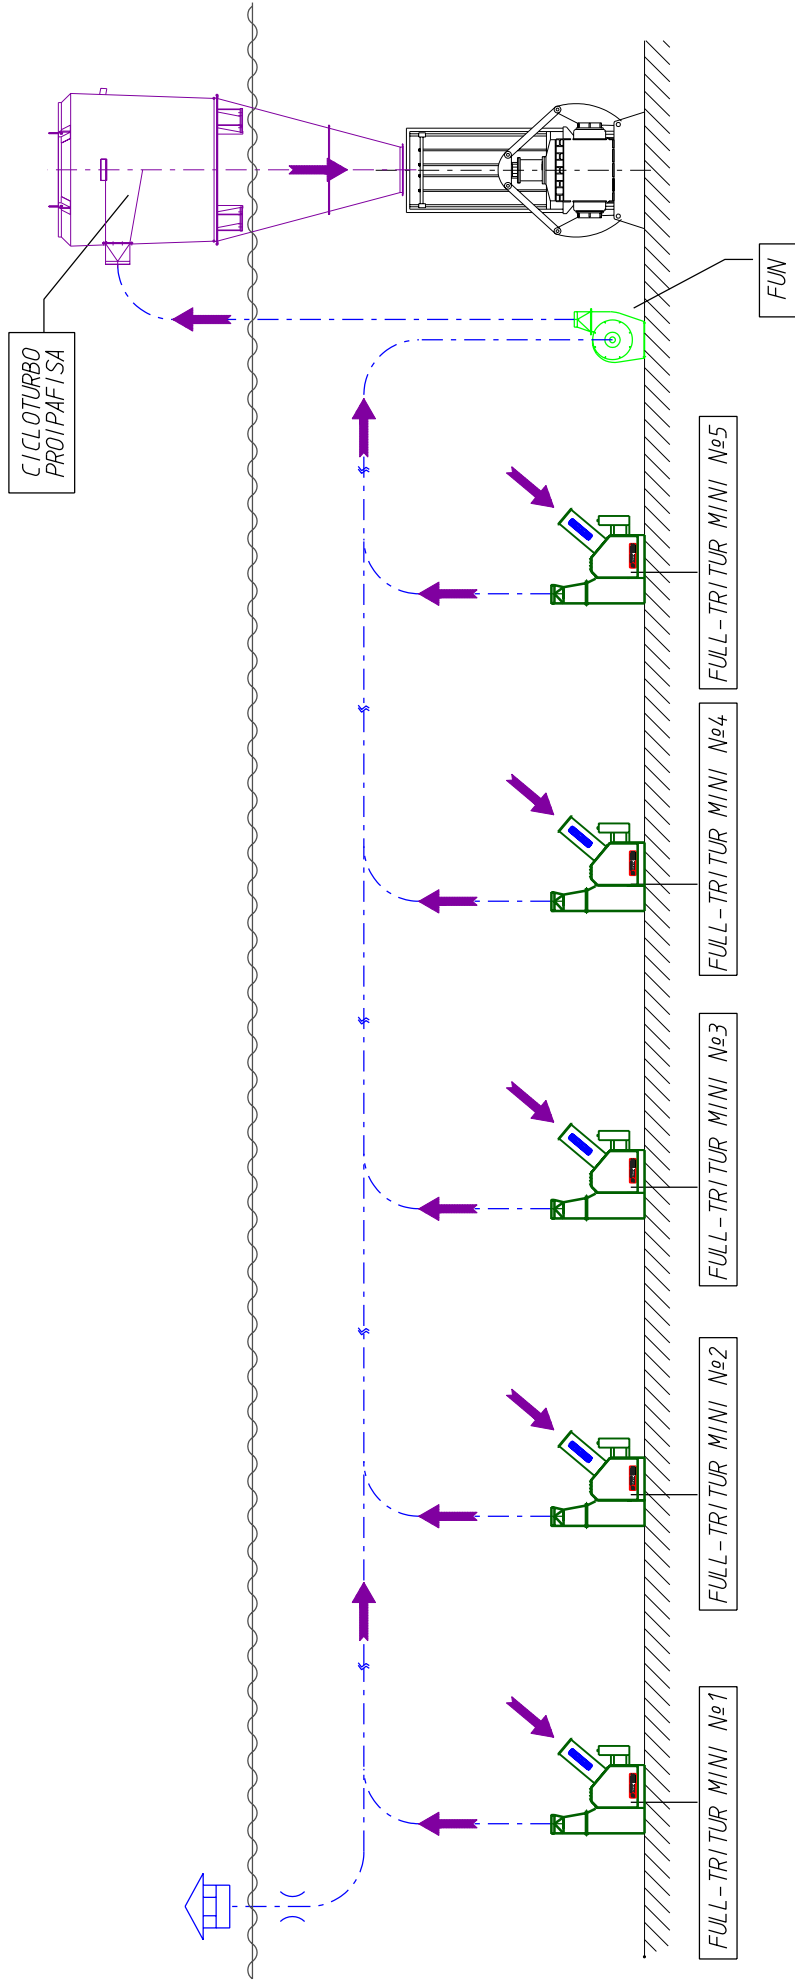 CICLOTURBO
PROIPAFISA
FUN
FULL-TRITUR MINI Nº1
FULL-TRITUR MINI Nº2
FULL-TRITUR MINI Nº3
FULL-TRITUR MINI Nº4
FULL-TRITUR MINI Nº5